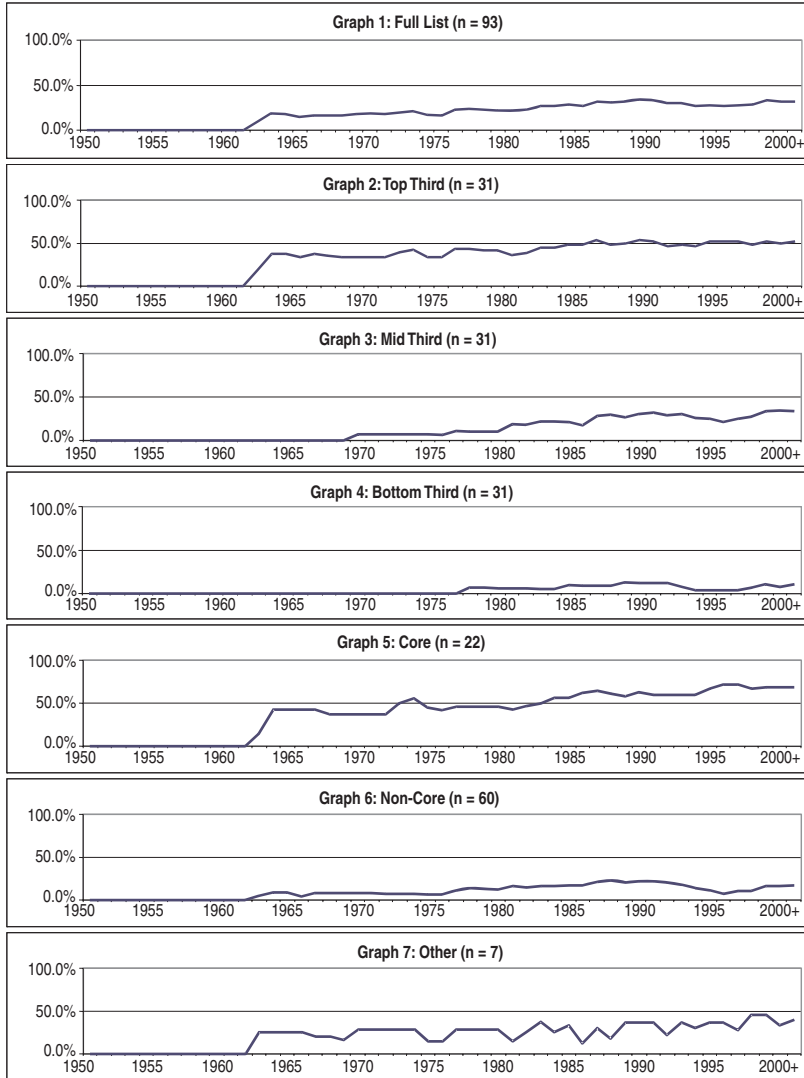 Graph 1: Full List (n = 93)
100.0%
50.0%
0.0%
1950 1955 1960 1965 1970 1975 1980 1985 1990 1995 2000+
Graph 2: Top Third (n = 31)
100.0%
50.0%
0.0%
1950 1955 1960 1965 1970 1975 1980 1985 1990 1995 2000+
Graph 3: Mid Third (n = 31)
100.0%
50.0%
0.0%
1950 1955 1960 1965 1970 1975 1980 1985 1990 1995 2000+
Graph 4: Bottom Third (n = 31)
100.0%
50.0%
0.0%
1950 1955 1960 1965 1970 1975 1980 1985 1990 1995 2000+
Graph 5: Core (n = 22)
100.0%
50.0%
0.0%
1950 1955 1960 1965 1970 1975 1980 1985 1990 1995 2000+
Graph 6: Non-Core (n = 60)
100.0%
50.0%
0.0%
1950 1955 1960 1965 1970 1975 1980 1985 1990 1995 2000+
Graph 7: Other (n = 7)
100.0%
50.0%
0.0%
1950 1955 1960 1965 1970 1975 1980 1985 1990 1995 2000+